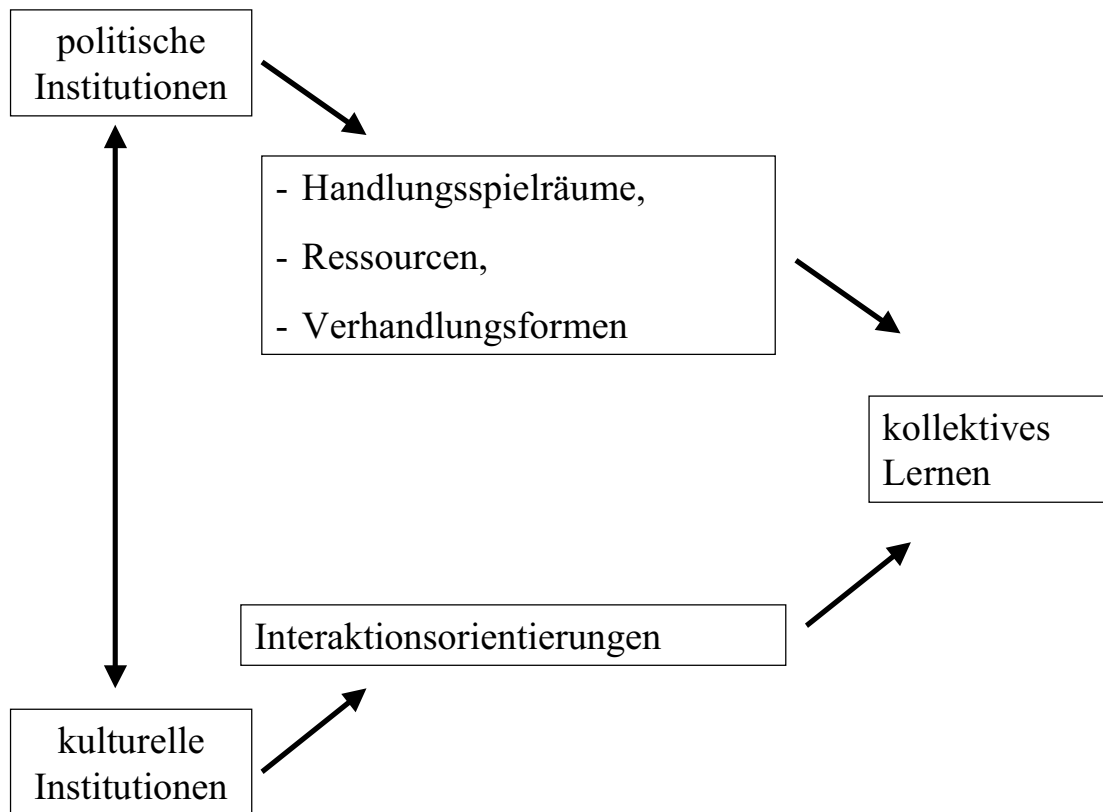 politische
Institutionen
- Handlungsspielräume,
- Ressourcen,
- Verhandlungsformen
kollektives
Lernen
Interaktionsorientierungen
kulturelle
Institutionen